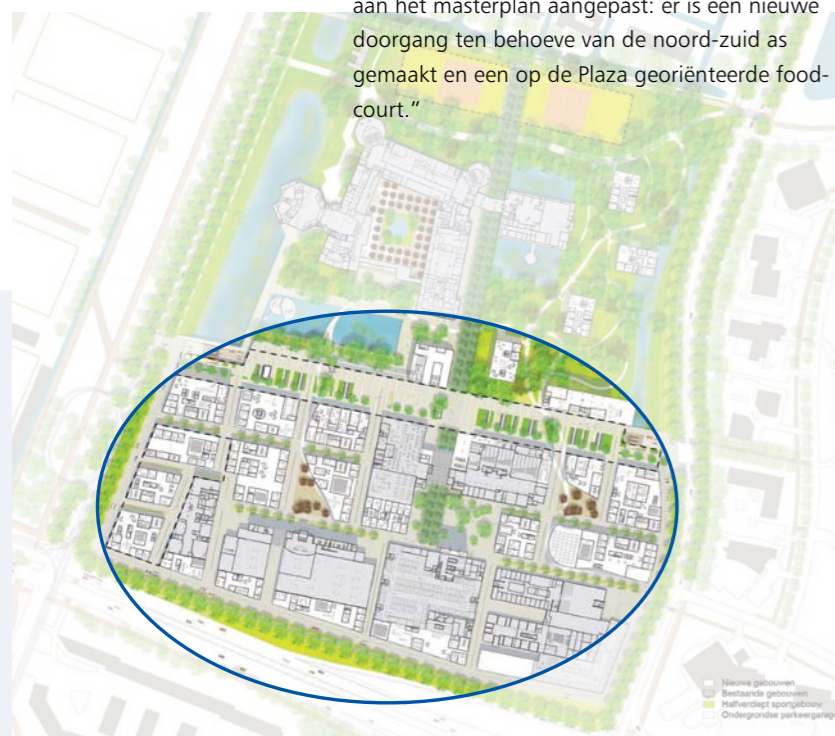 aan het masterplan aangepast: er is een nieuwe
doorgang ten behoeve van de noord-zuid as
gemaakt en een op de Plaza georiënteerde food-
court.”
Nieuwe gebouwen
Bestaande gebouwen
Halfverdiept sportgebouw
Ondergrondse parkeergarage